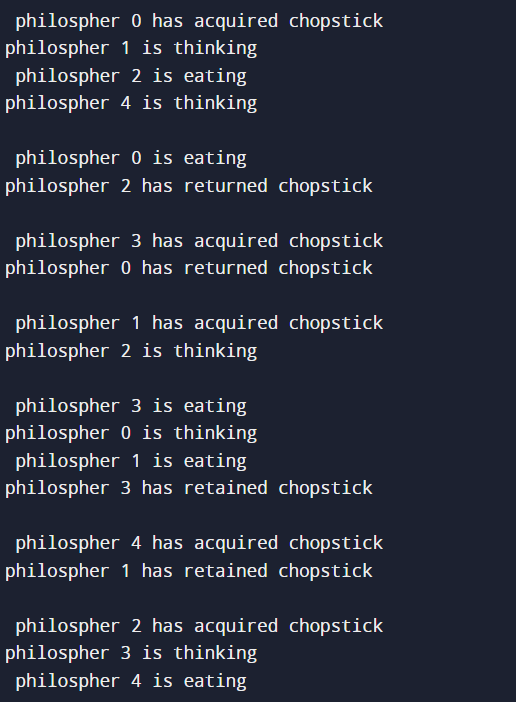 philospher 0 has acquired chopstick
philospher 1 is thinking
philospher 2 is eating
philospher 4 is thinking
philospher 0 is eating
philospher 2 has returned chopstick
philospher 3 has acquired chopstick
philospher 0 has returned chopstick
philospher 1 has acquired chopstick
philospher 2 is thinking
philospher 3 is eating
philospher 0 is thinking
philospher 1 is eating
philospher 3 has retained chopstick
philospher 4 has acquired chopstick
philospher 1 has retained chopstick
philospher 2 has acquired chopstick
philospher 3 is thinking
philospher 4 is eating